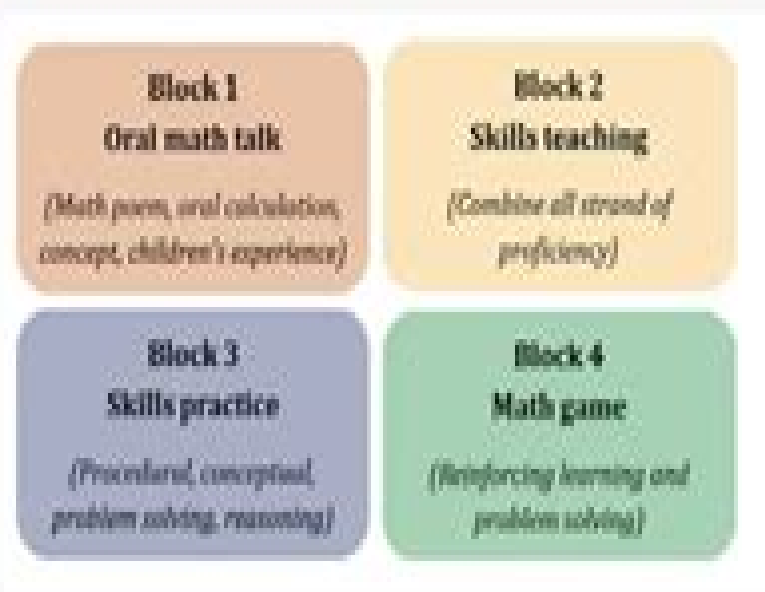 Block 1
Oral math talk
(Math poem, oral calculation,
concept, children's experience)
Block 2
Skills teaching
(Combine all strand of
proficiency)
Block 3
Skills practice
(Procedural, conceptual,
problem solving, reasoning)
Block 4
Math game
(Reinforcing learning and
problem solving)